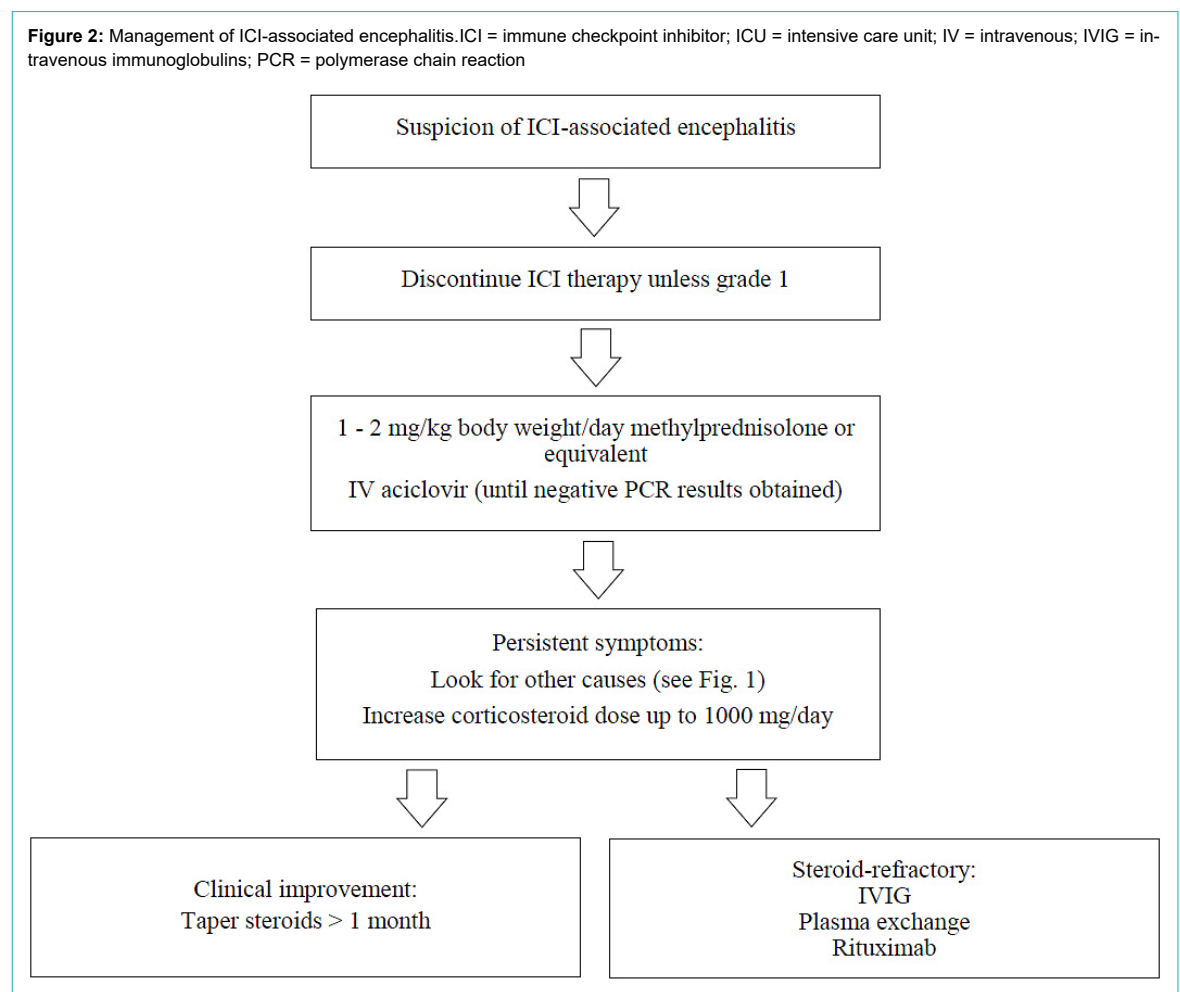 Figure 2: Management of ICI-associated encephalitis.ICI = immune checkpoint inhibitor; ICU = intensive care unit; IV = intravenous; IVIG = in-
travenous immunoglobulins; PCR = polymerase chain reaction
Suspicion of ICI-associated encephalitis
Discontinue ICI therapy unless grade 1
1 - 2 mg/kg body weight/day methylprednisolone or
equivalent
IV aciclovir (until negative PCR results obtained)
Persistent symptoms:
Look for other causes (see Fig. 1)
Increase corticosteroid dose up to 1000 mg/day
Clinical improvement:
Taper steroids > 1 month
Steroid-refractory:
IVIG
Plasma exchange
Rituximab